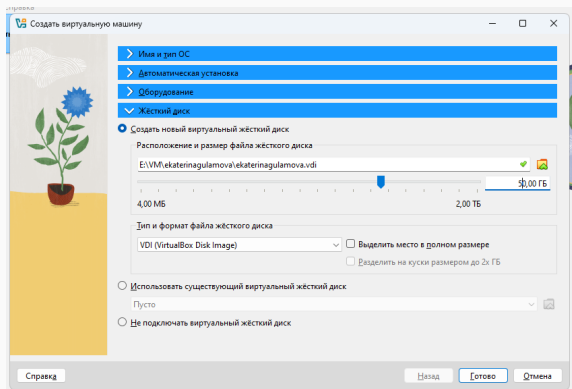 Справка
Создать виртуальную машину
Имя и тип ОС
Автоматическая установка
Оборудование
Жёсткий диск
Создать новый виртуальный жёсткий диск
Расположение и размер файла жёсткого диска
E:\VM\ekaterinagulamova\ekaterinagulamova.vdi
50,00 ГБ
4,00 МБ 2,00 ТБ
Тип и формат файла жёсткого диска
VDI (VirtualBox Disk Image) Выделить место в полном размере
Разделить на куски размером до 2х ГБ
Использовать существующий виртуальный жёсткий диск
Пусто
Не подключать виртуальный жёсткий диск
Справка Назад Готово Отмена